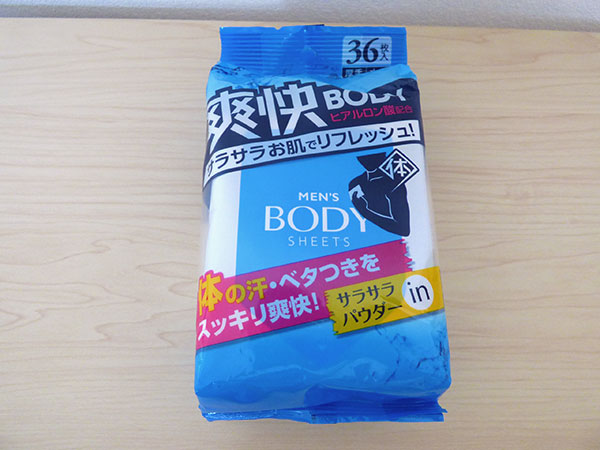 36枚入
爽快BODY
ヒアルロン酸配合
サラサラお肌でリフレッシュ!
体
MEN'S
BODY
SHEETS
体の汗・ベタつきを
スッキリ爽快!
サラサラ
パウダー in